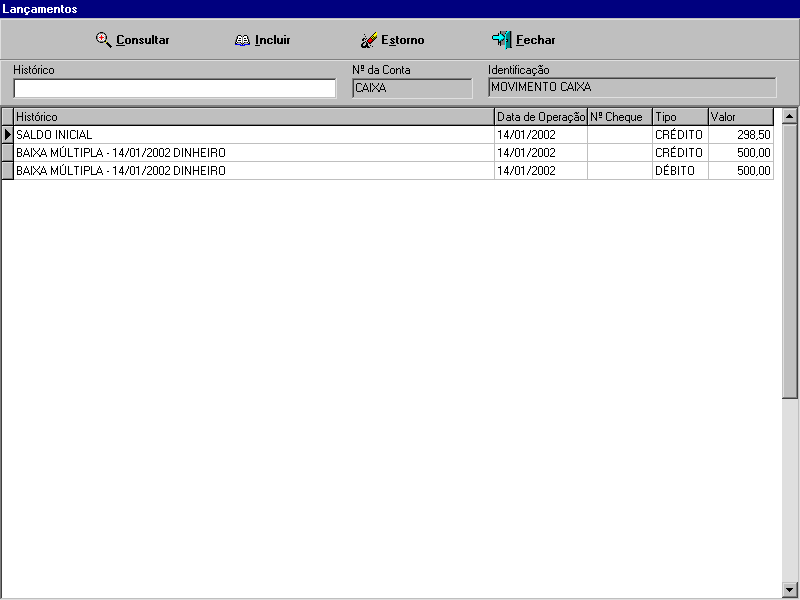 Lançamentos
Consultar Incluir Estorno Fechar
Histórico Nº da Conta Identificação
CAIXA MOVIMENTO CAIXA
Histórico Data de Operação Nº Cheque Tipo Valor
SALDO INICIAL 14/01/2002 CRÉDITO 298,50
BAIXA MÚLTIPLA - 14/01/2002 DINHEIRO 14/01/2002 CRÉDITO 500,00
BAIXA MÚLTIPLA - 14/01/2002 DINHEIRO 14/01/2002 DÉBITO 500,00